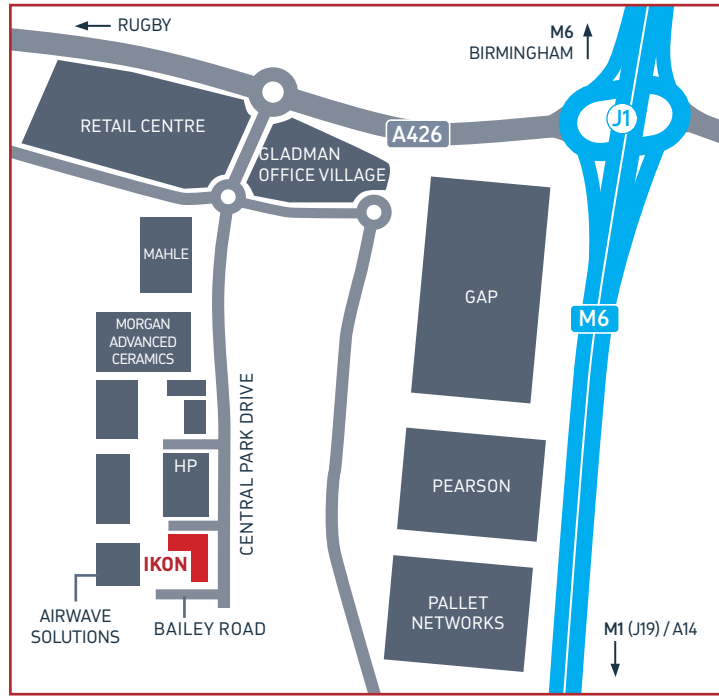 RUGBY
M6
BIRMINGHAM
J1
RETAIL CENTRE
A426
GLADMAN
OFFICE VILLAGE
MAHLE
GAP
M6
MORGAN
ADVANCED
CERAMICS
CENTRAL PARK DRIVE
HP
PEARSON
IKON
AIRWAVE
SOLUTIONS
BAILEY ROAD
PALLET
NETWORKS
M1 (J19) / A14